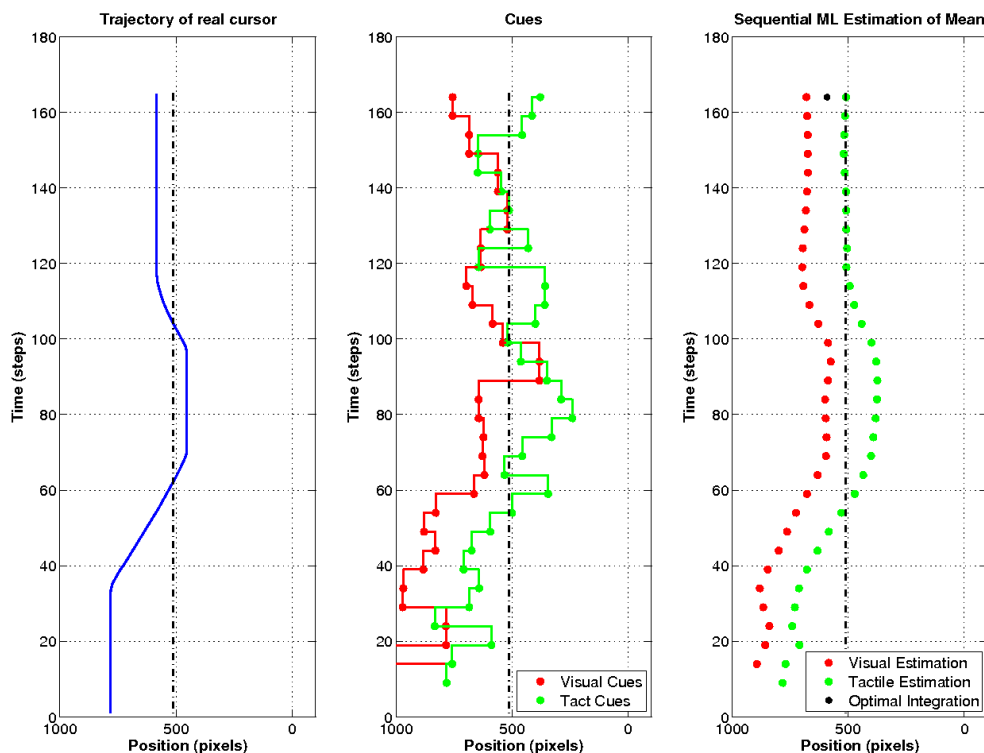 Trajectory of real cursor
180
160
140
120
100
80
60
40
20
0
1000 500 0
Time (steps)
Position (pixels)
Cues
180
160
140
120
100
80
60
40
20
0
1000 500 0
Time (steps)
Position (pixels)
Visual Cues
Tact Cues
Sequential ML Estimation of Mean
180
160
140
120
100
80
60
40
20
0
1000 500 0
Time (steps)
Position (pixels)
Visual Estimation
Tactile Estimation
Optimal Integration